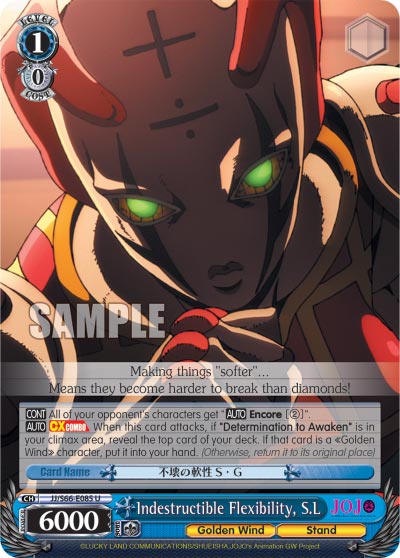 LEVEL
1
0
COST
SAMPLE
Making things "softer"...
Means they become harder to break than diamonds!
CONT All of your opponent's characters get "AUTO Encore [②]".
AUTO CX COMBO When this card attacks, if "Determination to Awaken" is in
your climax area, reveal the top card of your deck. If that card is a «Golden
Wind» character, put it into your hand. (Otherwise, return it to its original place)
Card Name 不壊の軟性 S・G
CH JJ/S66-E085 U
Indestructible Flexibility, S.L JOJO
POWER 6000 SOUL
Golden Wind Stand
©LUCKY LAND COMMUNICATIONS/SHUEISHA,JOJO's Animation GW Project